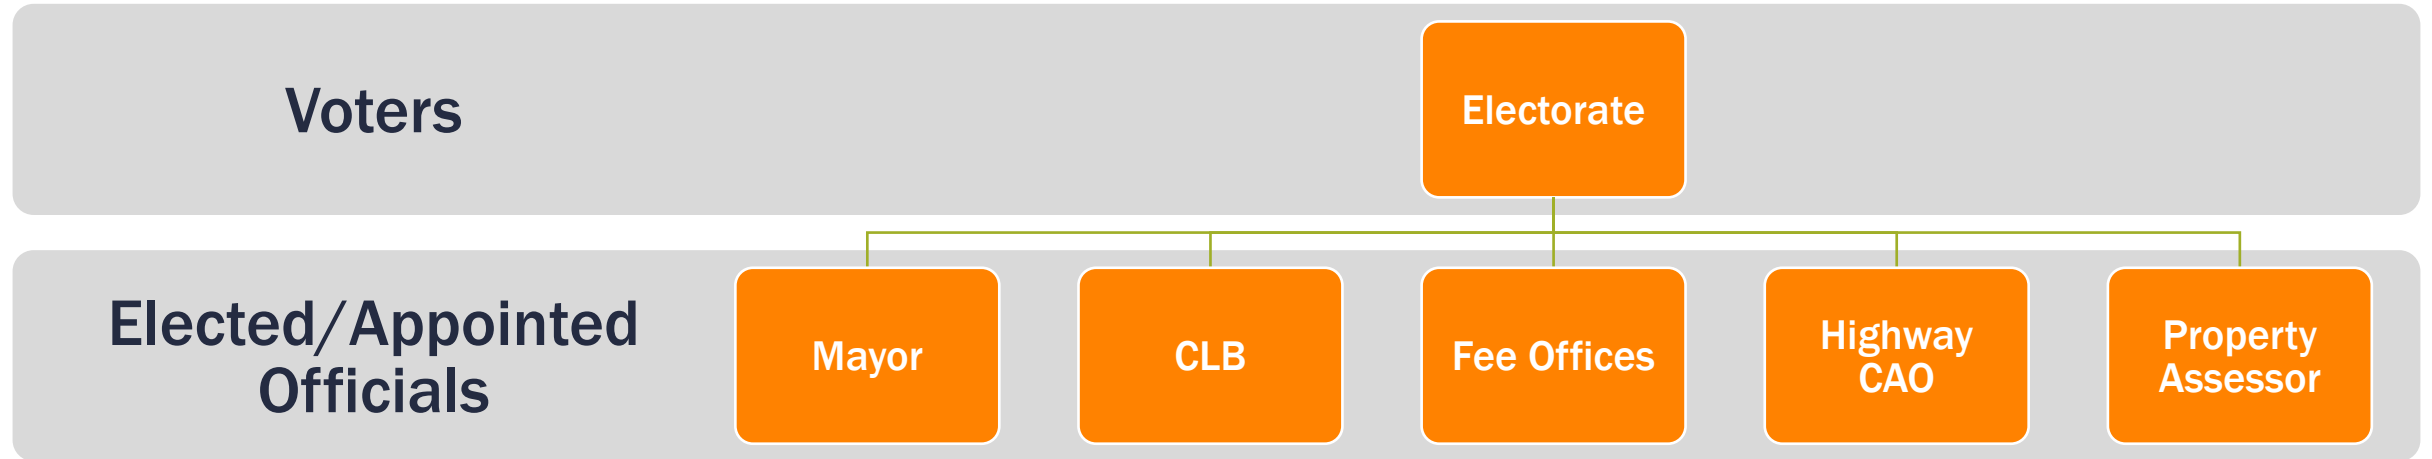 Voters
Electorate
Elected/Appointed
Officials
Mayor
CLB
Fee Offices
Highway
CAO
Property
Assessor